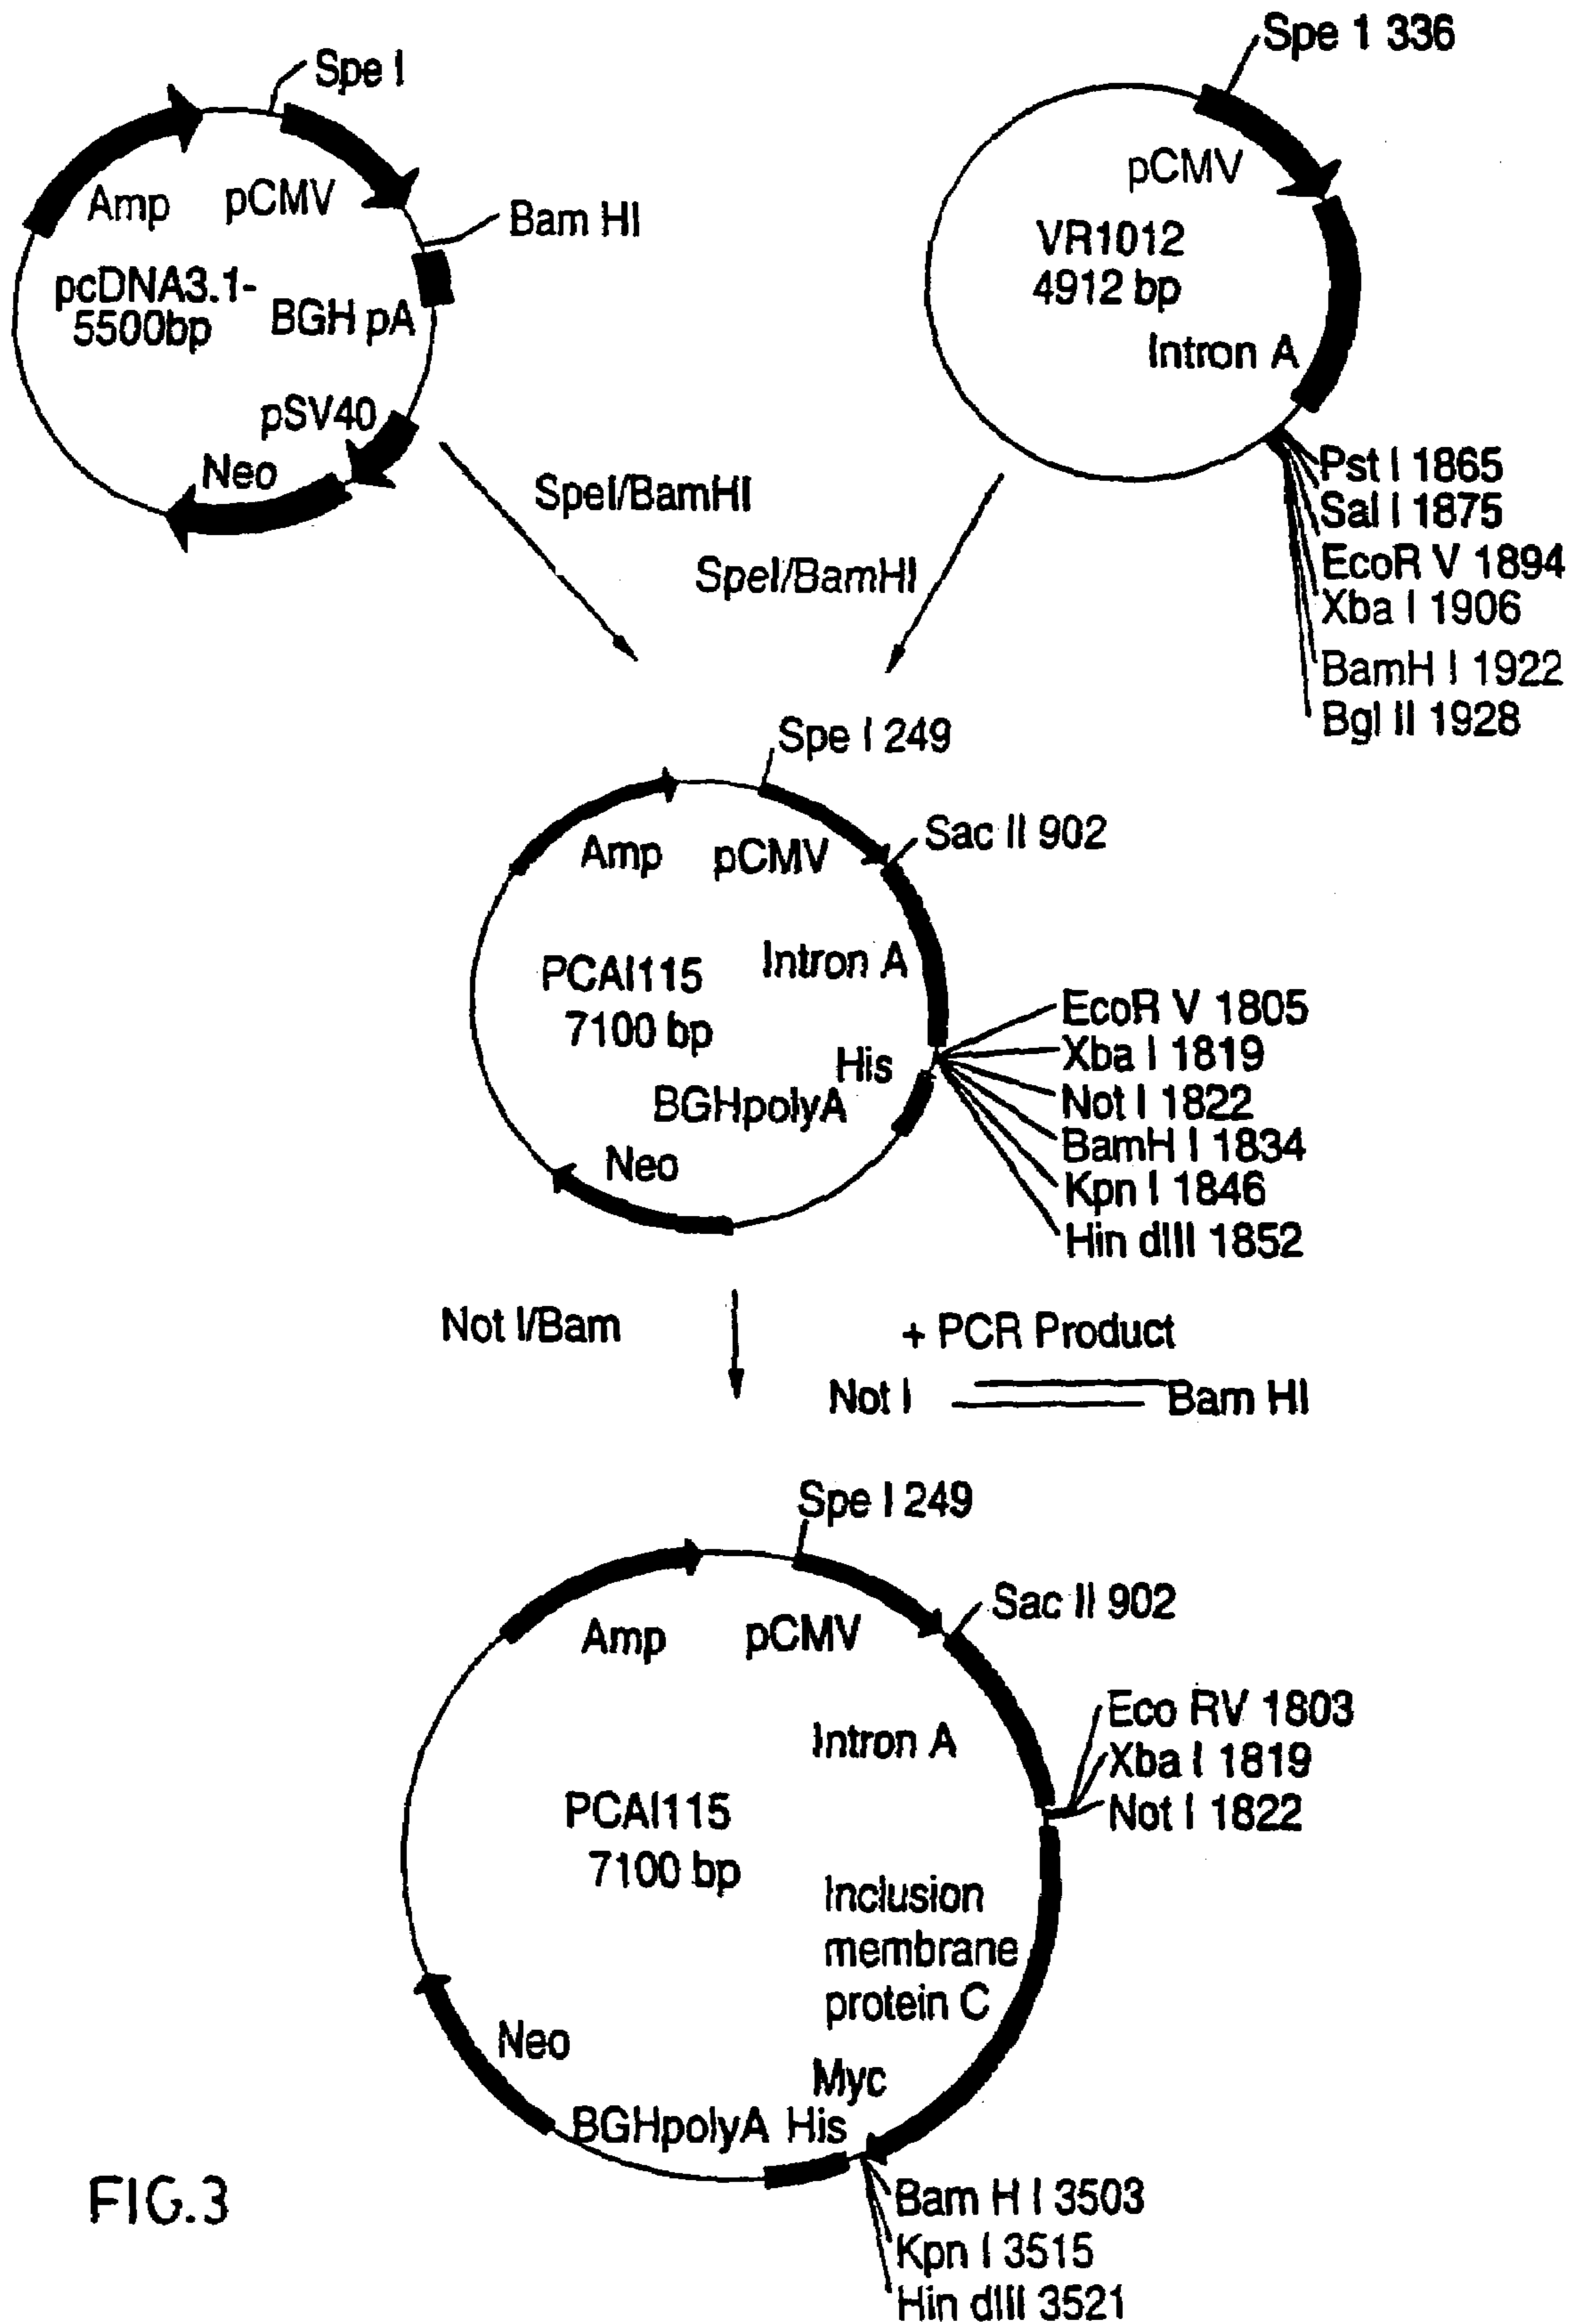 Spe I
Amp
pCMV
Bam HI
pcDNA3.1-
5500bp
BGH pA
pSV40
Neo
Spe 1 336
pCMV
VR1012
4912 bp
Intron A
Pst I 1865
Sal I 1875
EcoR V 1894
Xba I 1906
BamH I 1922
Bgl II 1928
SpeI/BamHI
SpeI/BamHI
Spe I 249
Sac II 902
Amp
pCMV
Intron A
PCAI115
7100 bp
His
BGHpolyA
Neo
EcoR V 1805
Xba I 1819
Not I 1822
BamH I 1834
Kpn I 1846
Hin dIII 1852
Not I/Bam
+ PCR Product
Not I
Bam HI
Spe I 249
Sac II 902
Amp
pCMV
Intron A
Eco RV 1803
Xba I 1819
Not I 1822
PCAI115
7100 bp
Inclusion
membrane
protein C
Neo
Myc
BGHpolyA His
Bam H I 3503
Kpn I 3515
Hin dIII 3521
FIG.3